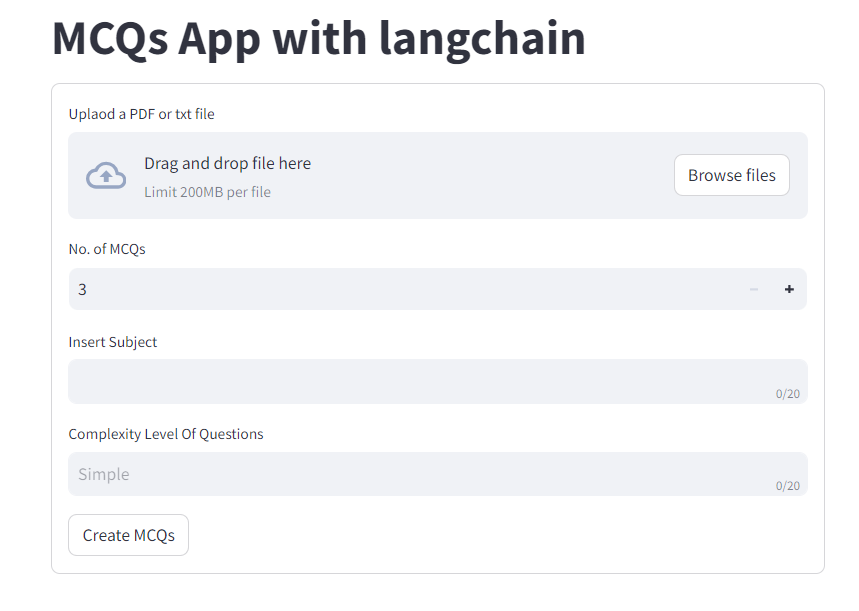 MCQs App with langchain
Uplaod a PDF or txt file
Drag and drop file here
Limit 200MB per file
Browse files
No. of MCQs
3
Insert Subject
0/20
Complexity Level Of Questions
Simple
0/20
Create MCQs